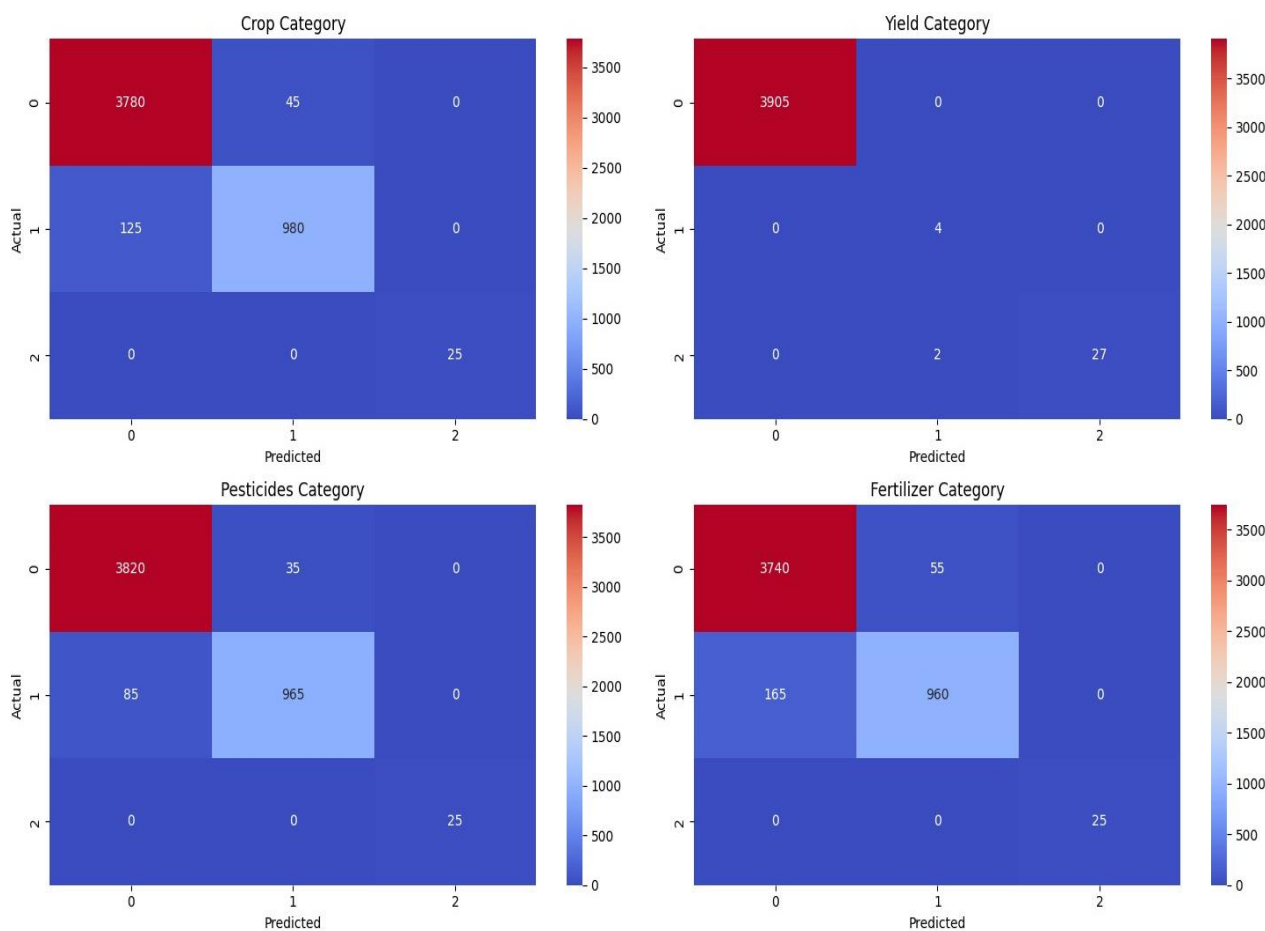 Crop Category
3500
3000
2500
2000
1500
1000
500
0
0 3780 45 0
1 125 980 0
2 0 0 25
Actual
0 1 2
Predicted
Yield Category
3500
3000
2500
2000
1500
1000
500
0
0 3905 0 0
1 0 4 0
2 0 2 27
Actual
0 1 2
Predicted
Pesticides Category
3500
3000
2500
2000
1500
1000
500
0
0 3820 35 0
1 85 965 0
2 0 0 25
Actual
0 1 2
Predicted
Fertilizer Category
3500
3000
2500
2000
1500
1000
500
0
0 3740 55 0
1 165 960 0
2 0 0 25
Actual
0 1 2
Predicted